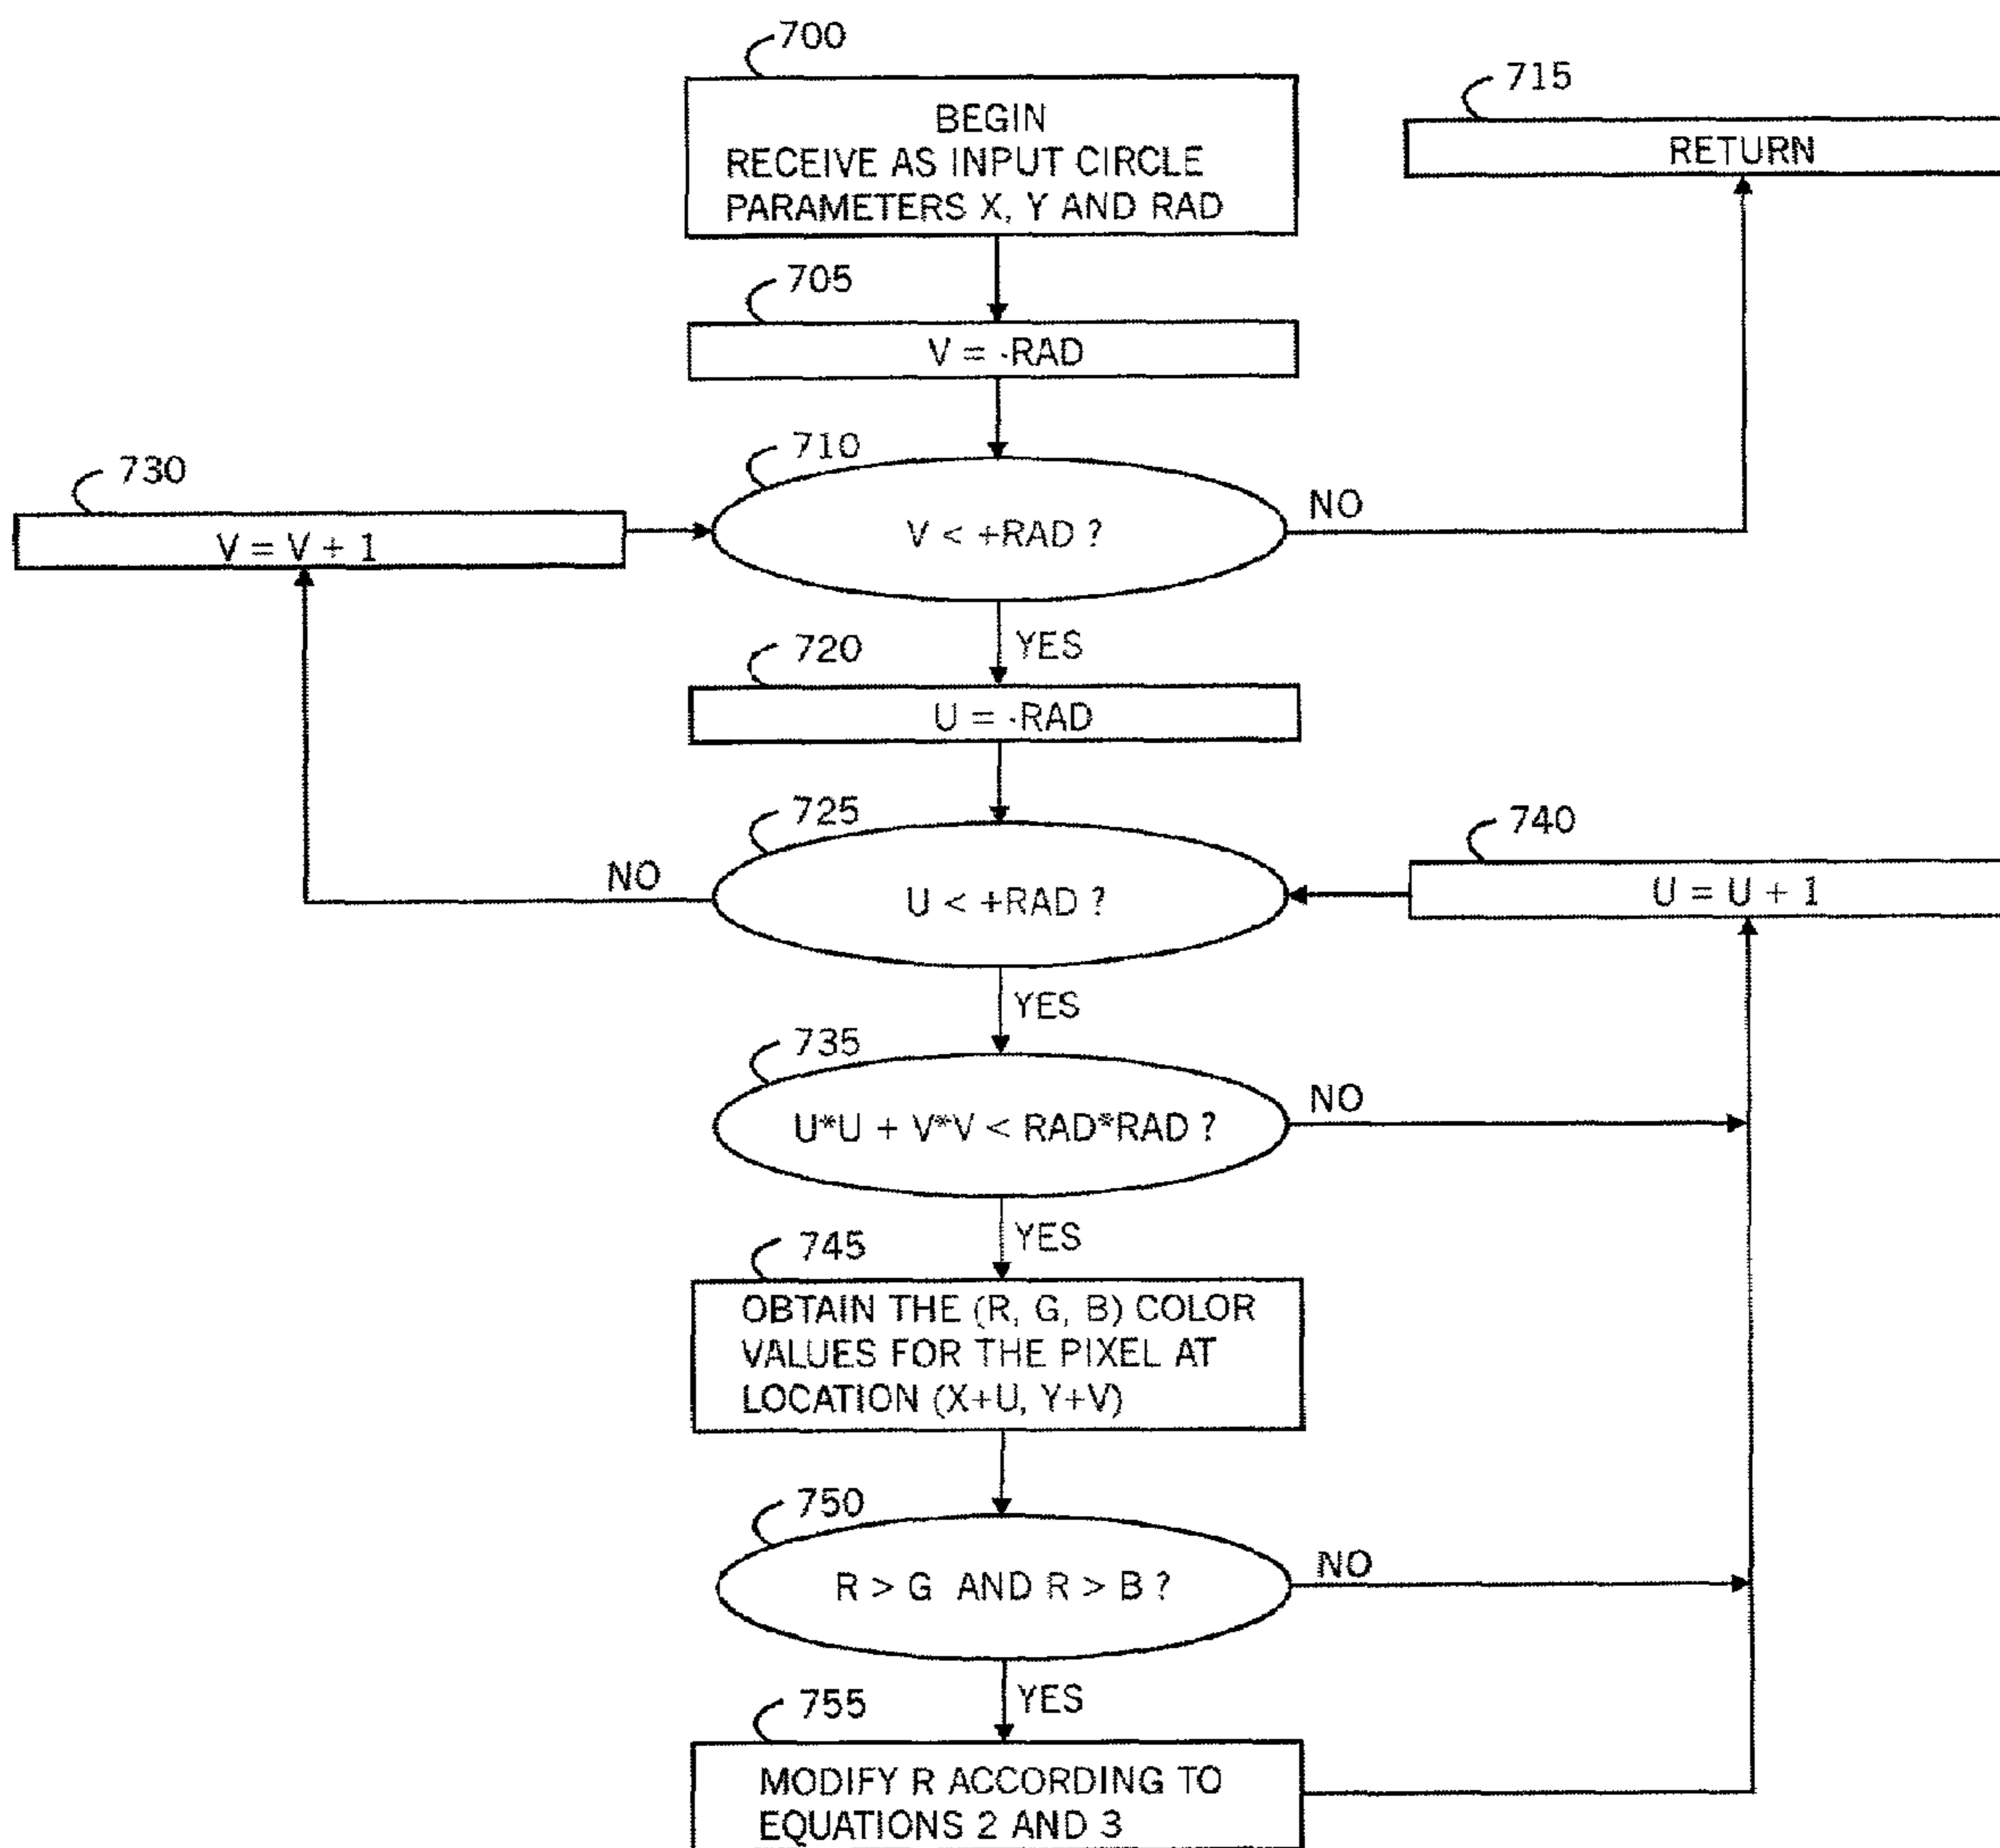 700
BEGIN
RECEIVE AS INPUT CIRCLE
PARAMETERS X, Y AND RAD
715
RETURN
705
V = -RAD
710
V < +RAD ?
NO
730
V = V + 1
YES
720
U = -RAD
725
U < +RAD ?
NO
740
U = U + 1
YES
735
U*U + V*V < RAD*RAD ?
NO
YES
745
OBTAIN THE (R, G, B) COLOR
VALUES FOR THE PIXEL AT
LOCATION (X+U, Y+V)
750
R > G AND R > B ?
NO
YES
755
MODIFY R ACCORDING TO
EQUATIONS 2 AND 3